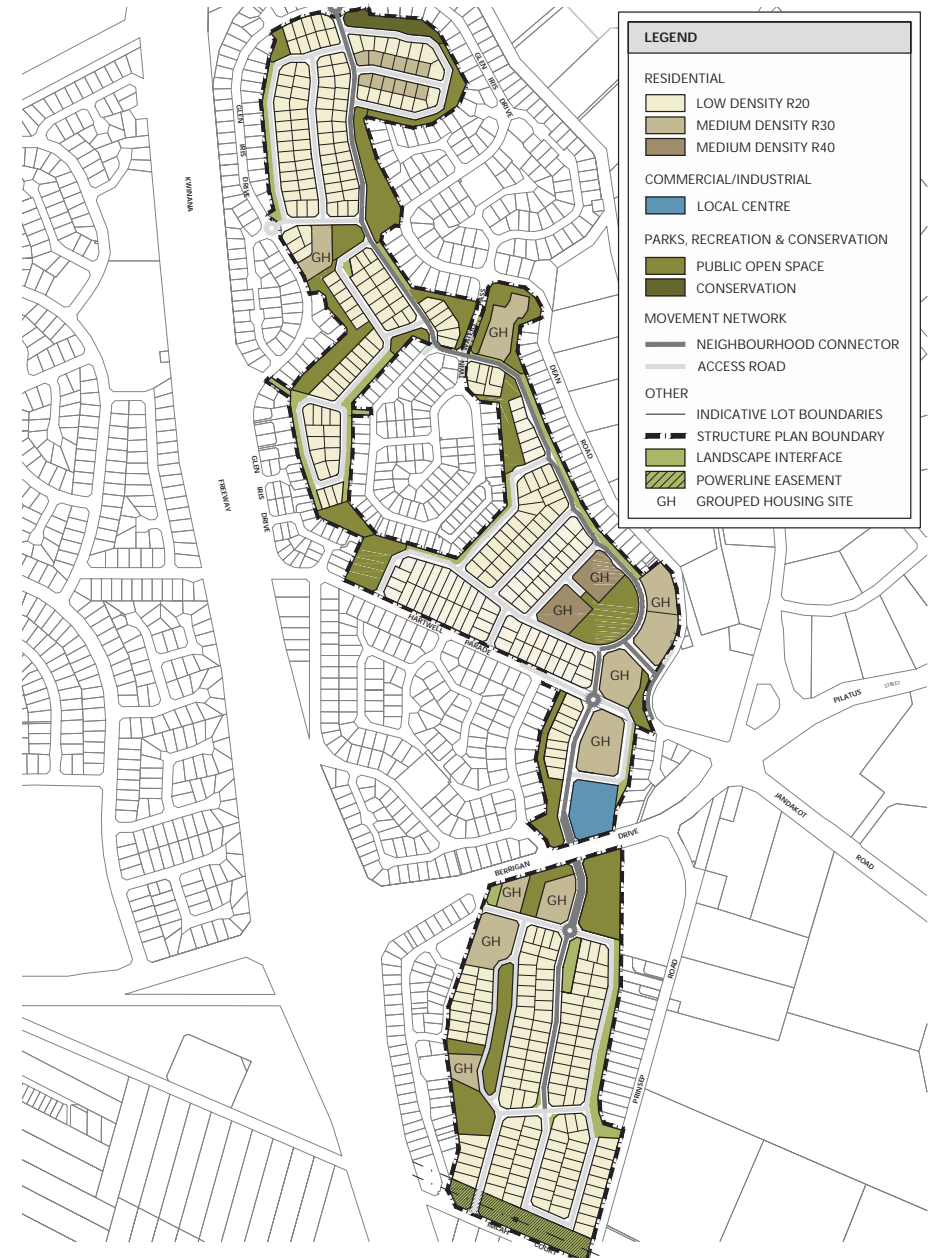 LEGEND
RESIDENTIAL
LOW DENSITY R20
MEDIUM DENSITY R30
MEDIUM DENSITY R40
COMMERCIAL/INDUSTRIAL
LOCAL CENTRE
PARKS, RECREATION & CONSERVATION
PUBLIC OPEN SPACE
CONSERVATION
MOVEMENT NETWORK
NEIGHBOURHOOD CONNECTOR
ACCESS ROAD
OTHER
INDICATIVE LOT BOUNDARIES
STRUCTURE PLAN BOUNDARY
LANDSCAPE INTERFACE
POWERLINE EASEMENT
GH GROUPED HOUSING SITE
GLEN IRIS DRIVE
GLEN IRIS DRIVE
KWINANA
GH
GH
TWIN
DEAN
ROAD
GLEN IRIS DRIVE
FREEWAY
GH
GH
GH
HARTWELL
PARADE
GH
PILATUS STREET
GH
JANDAKOT
ROAD
BERRIGAN
DRIVE
GH
GH
GH
ROAD
GH
PRINSEP
COURT